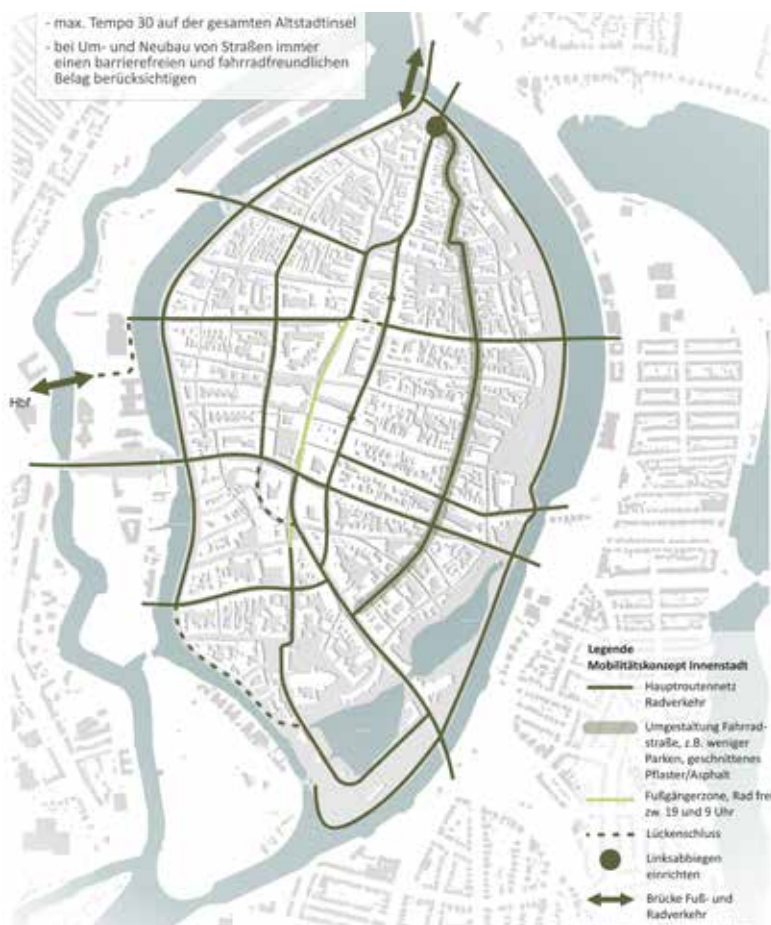 - max. Tempo 30 auf der gesamten Altstadtinsel
- bei Um- und Neubau von Straßen immer
einen barrierefreien und fahrradfreundlichen
Belag berücksichtigen
Hbf
Legende
Mobilitätskonzept Innenstadt
Hauptroutennetz
Radverkehr
Umgestaltung Fahrrad-
straße, z.B. weniger
Parken, geschnittenes
Pflaster/Asphalt
Fußgängerzone, Rad frei
zw. 19 und 9 Uhr
Lückenschluss
Linksabbiegen
einrichten
Brücke Fuß- und
Radverkehr